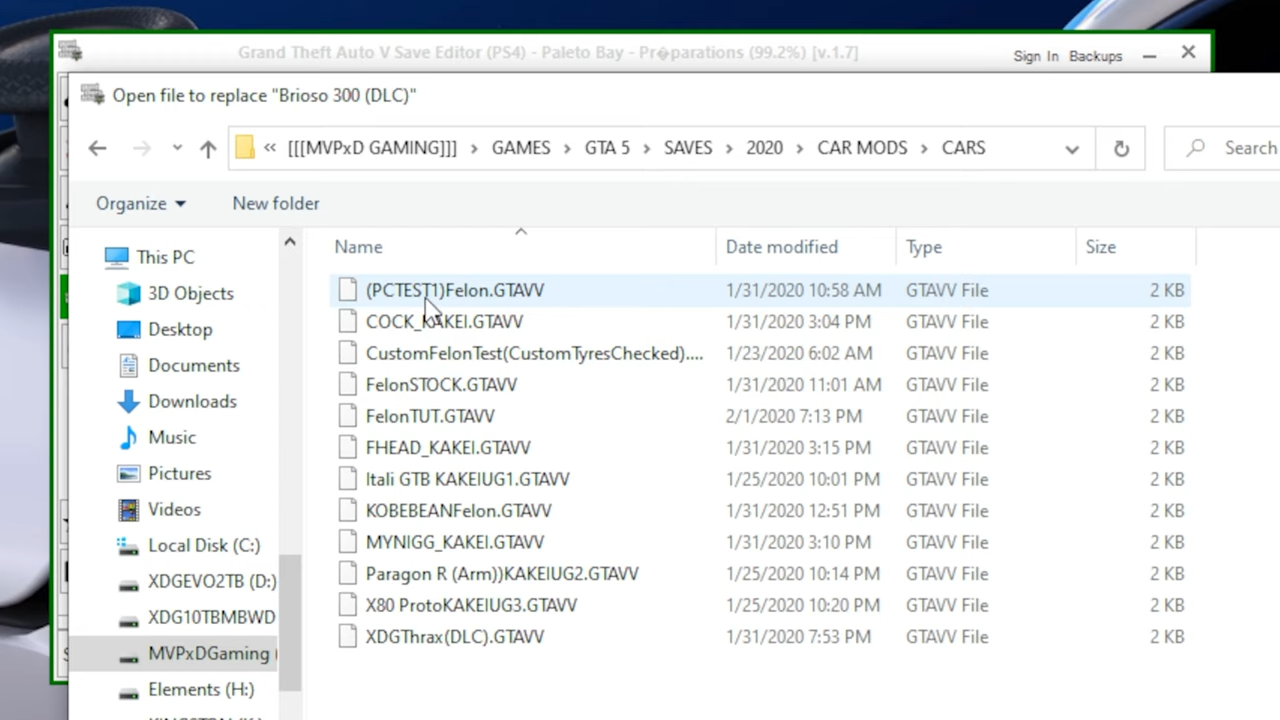 Grand Theft Auto V Save Editor (PS4) - Paleto Bay - Pr�parations (99.2%) [v.1.7]
Sign In Backups
Open file to replace "Brioso 300 (DLC)"
« [[[MVPxD GAMING]]] > GAMES > GTA 5 > SAVES > 2020 > CAR MODS > CARS
Search
Organize New folder
Name Date modified Type Size
This PC
3D Objects
Desktop
Documents
Downloads
Music
Pictures
Videos
Local Disk (C:)
XDGEVO2TB (D:)
XDG10TBMBWD
MVPxDGaming (
Elements (H:)
(PCTEST1)Felon.GTAVV 1/31/2020 10:58 AM GTAVV File 2 KB
COCK_KAKEI.GTAVV 1/31/2020 3:04 PM GTAVV File 2 KB
CustomFelonTest(CustomTyresChecked).... 1/23/2020 6:02 AM GTAVV File 2 KB
FelonSTOCK.GTAVV 1/31/2020 11:01 AM GTAVV File 2 KB
FelonTUT.GTAVV 2/1/2020 7:13 PM GTAVV File 2 KB
FHEAD_KAKEI.GTAVV 1/31/2020 3:15 PM GTAVV File 2 KB
Itali GTB KAKEIUG1.GTAVV 1/25/2020 10:01 PM GTAVV File 2 KB
KOBEBEANFelon.GTAVV 1/31/2020 12:51 PM GTAVV File 2 KB
MYNIGG_KAKEI.GTAVV 1/31/2020 3:10 PM GTAVV File 2 KB
Paragon R (Arm))KAKEIUG2.GTAVV 1/25/2020 10:14 PM GTAVV File 2 KB
X80 ProtoKAKEIUG3.GTAVV 1/25/2020 10:20 PM GTAVV File 2 KB
XDGThrax(DLC).GTAVV 1/31/2020 7:53 PM GTAVV File 2 KB